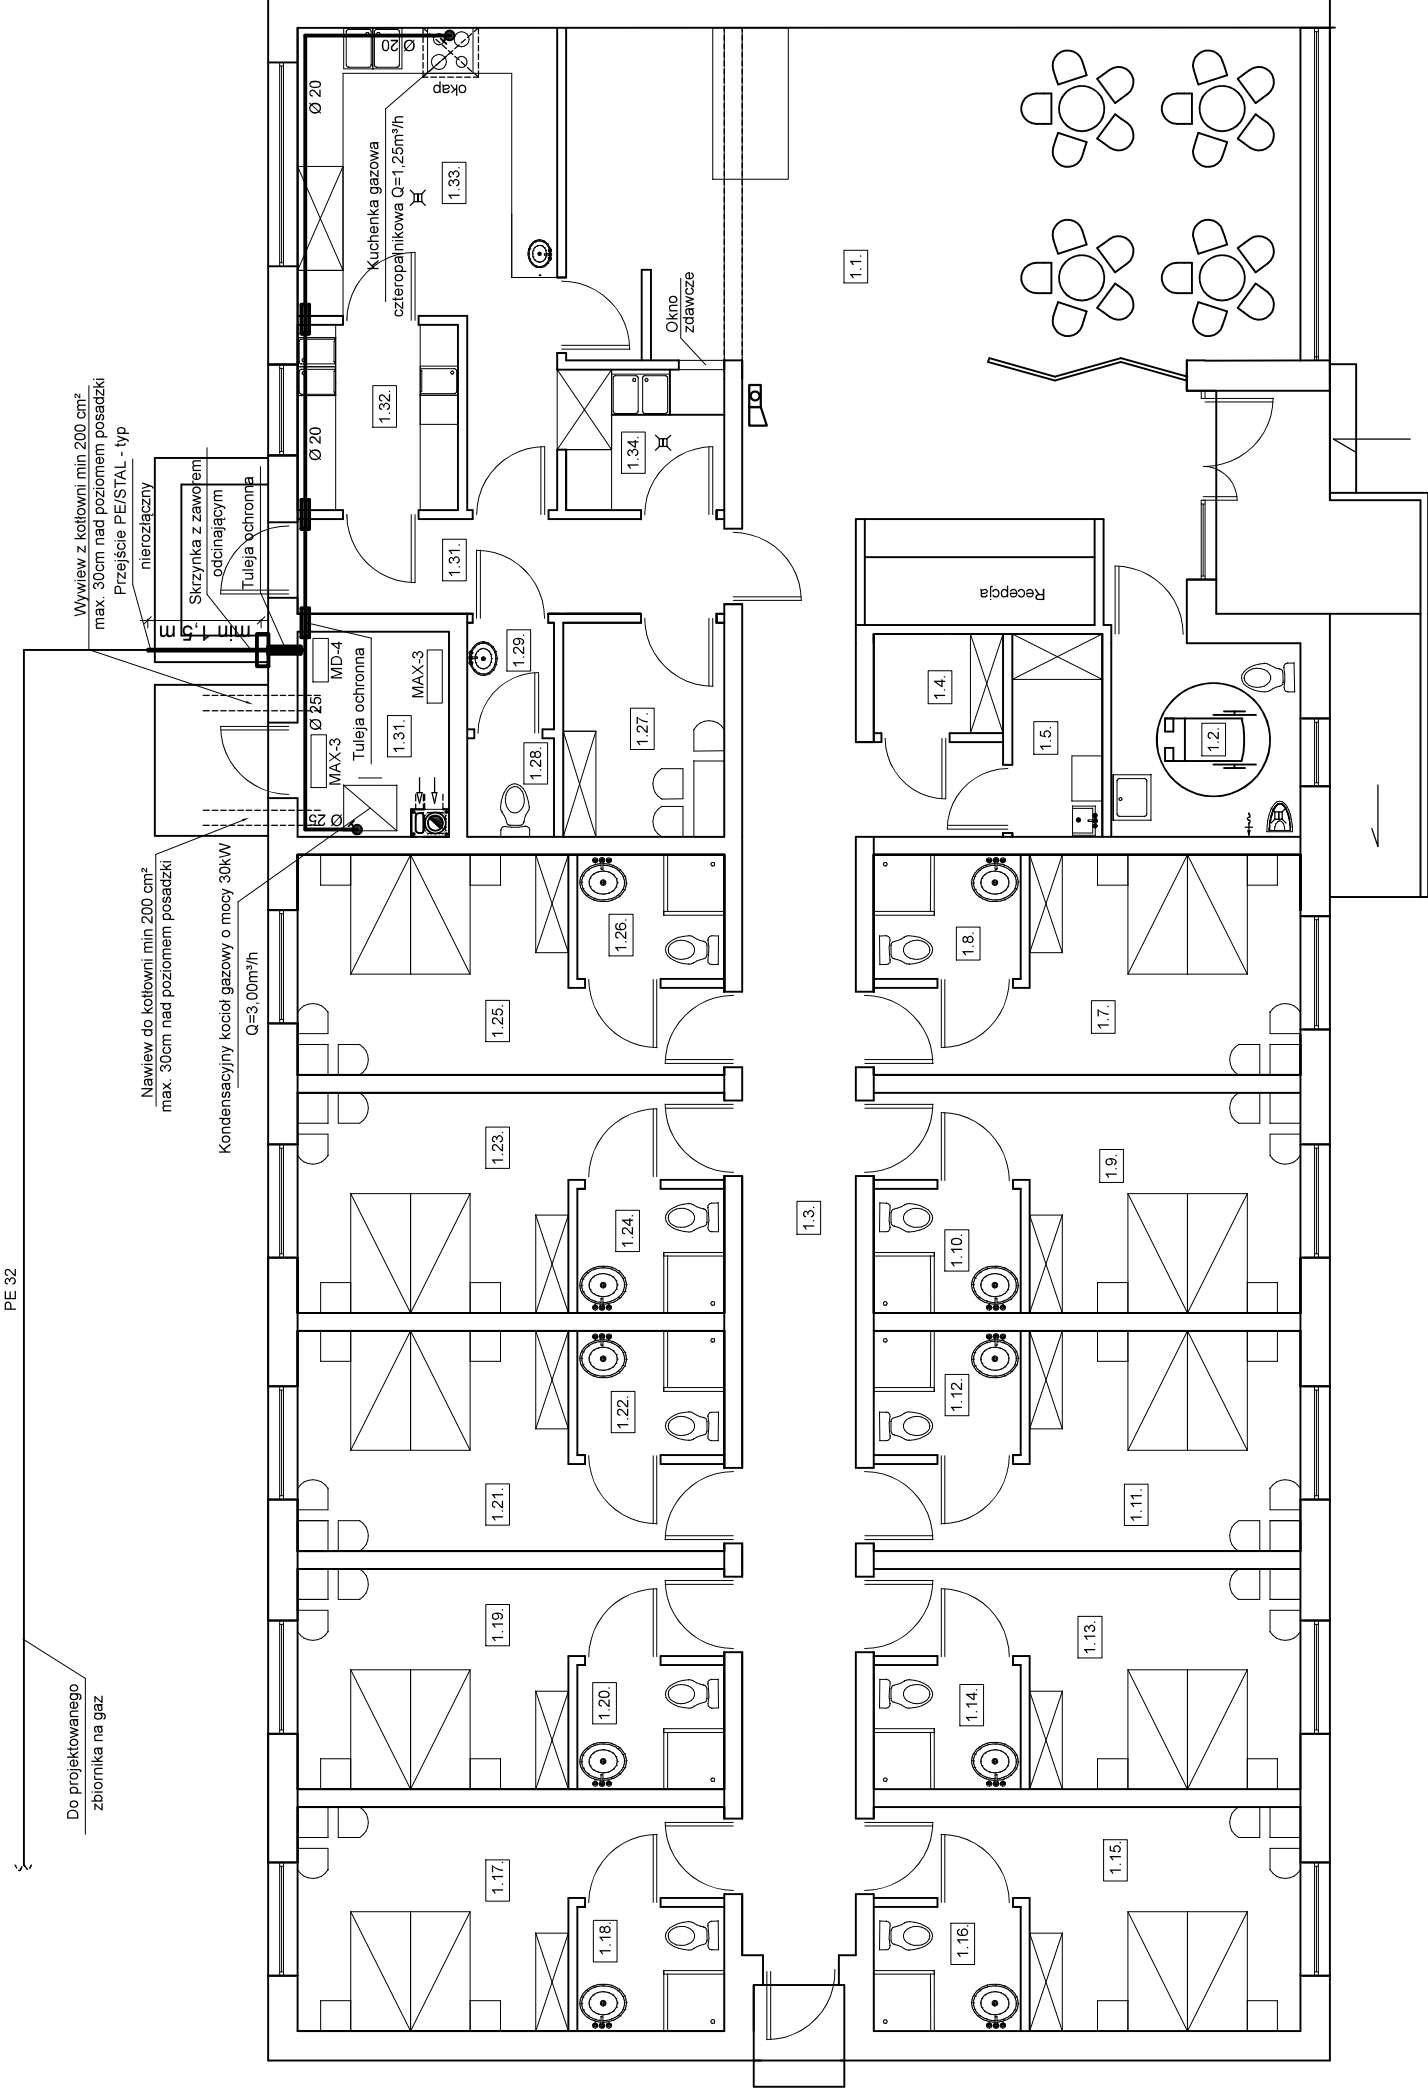 PE 32
Do projektowanego
zbiornika na gaz
Wywiew z kotłowni min 200 cm²
max. 30cm nad poziomem posadzki
Przejście PE/STAL - typ
nierozłączny
Skrzynka z zaworem
odcinającym
Tuleja ochronna
min 1,5 m
Nawiew do kotłowni min 200 cm²
max. 30cm nad poziomem posadzki
Kondensacyjny kocioł gazowy o mocy 30kW
Q=3,00m³/h
Ø 25
Ø 25
MAX-3
MD-4
MAX-3
Tuleja ochronna
1.31.
Ø 20
Ø 20
Ø 20
okap
Kuchenka gazowa
czteropalnikowa Q=1,25m³/h
1.33.
1.32.
1.31.
1.34.
Okno
zdawcze
1.1.
1.29.
1.28.
1.27.
Recepcja
1.4.
1.5.
1.2.
1.3.
1.26.
1.25.
1.8.
1.7.
1.23.
1.24.
1.10.
1.9.
1.22.
1.21.
1.12.
1.11.
1.19.
1.20.
1.14.
1.13.
1.17.
1.18.
1.16.
1.15.